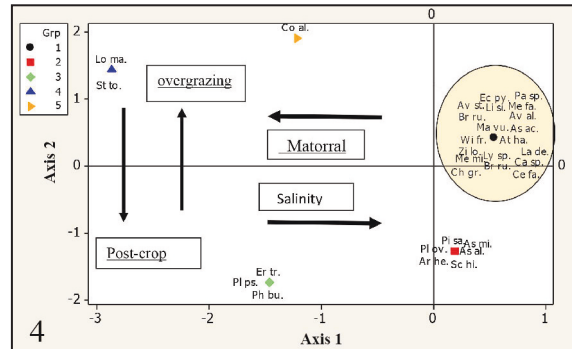 0
Grp
1
2
3
4
5
2
1
0
-1
-2
Axis 2
Co al.
Lo ma.
St to.
overgrazing
Matorral
Salinity
Post-crop
Ec py. Pa sp.
Av st. Li si. Me fa.
Br ru. Av al.
Ma vu. As ac.
Wi fr. At ha.
Zi lo. Ly sp. La de.
Me mi. Br ru. Ca sp.
Ch gr. Ce fa.
0
Pi sa. As mi.
Pl ov. As al.
Ar he. Sc hi.
Er tr.
Pl ps.
Ph bu.
-3 -2 -1 0 1
Axis 1
4